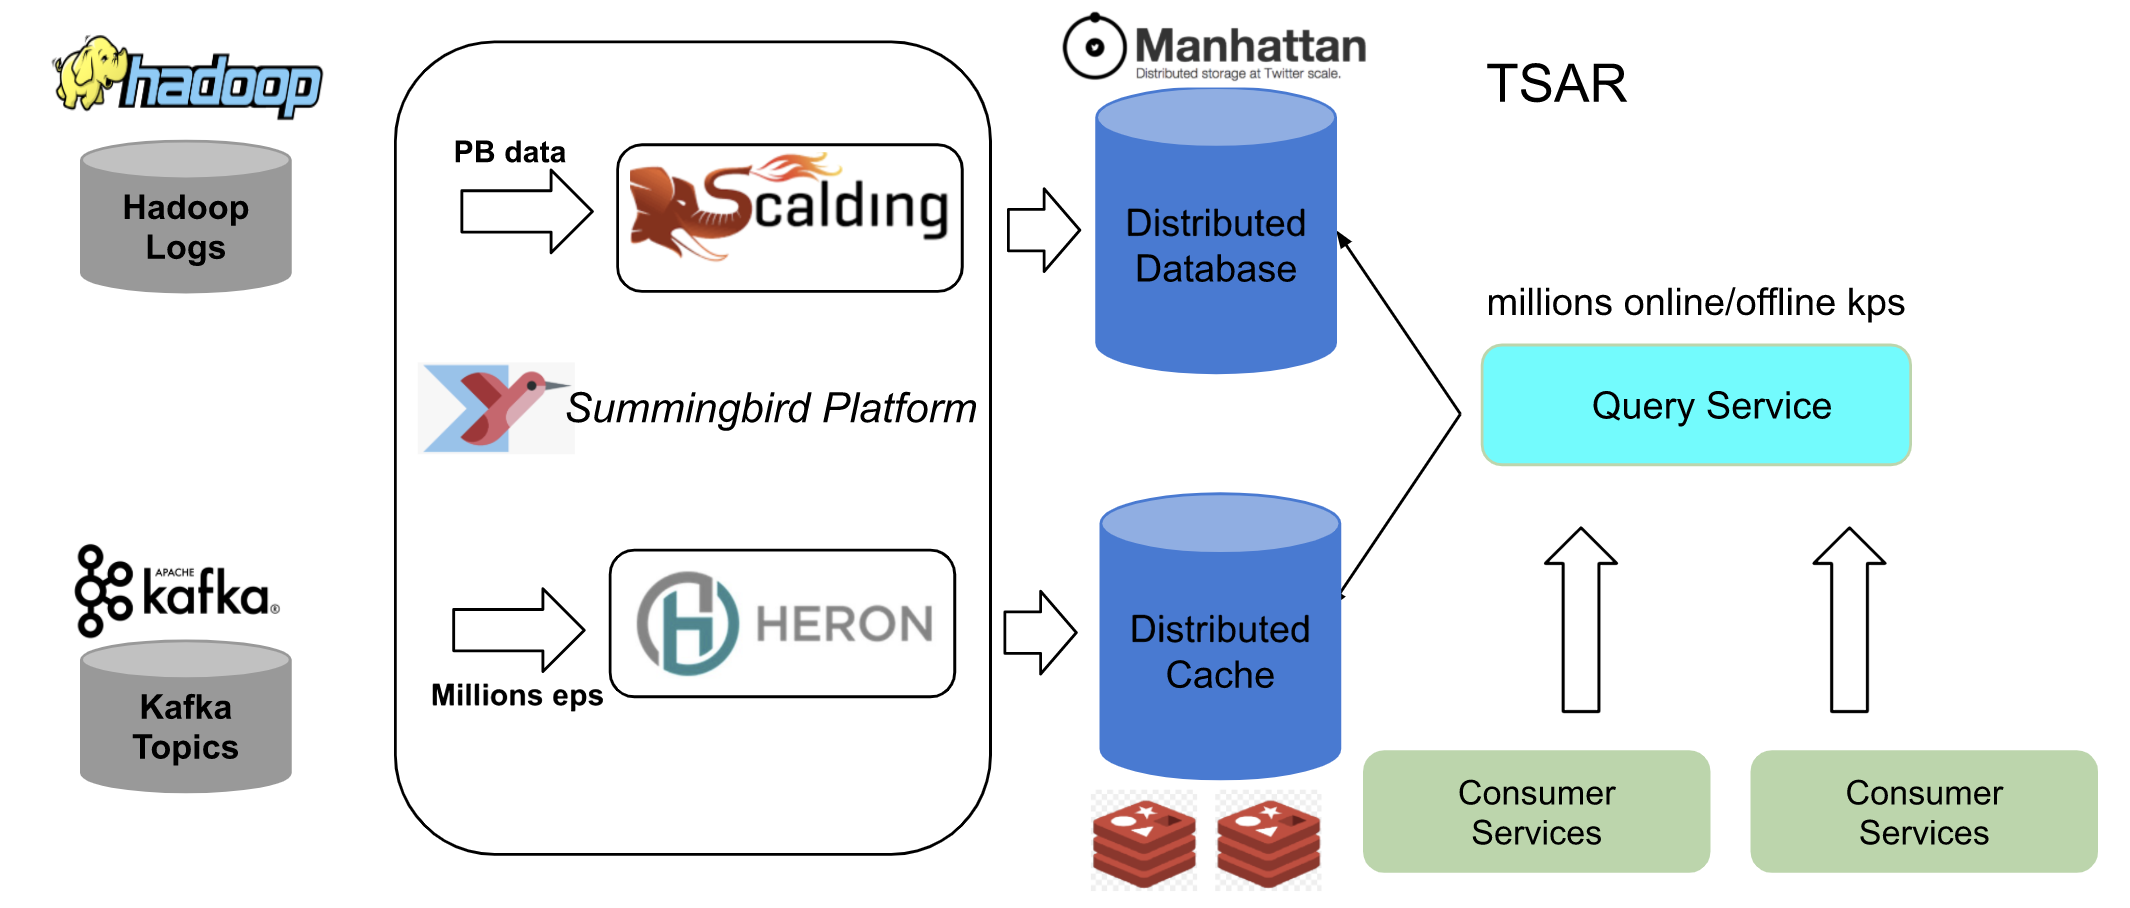 hadoop
Hadoop
Logs
PB data
Scalding
Manhattan
Distributed storage at Twitter scale.
TSAR
Distributed
Database
millions online/offline kps
Query Service
Summingbird Platform
APACHE
kafka®
Kafka
Topics
Millions eps
HERON
Distributed
Cache
Consumer
Services
Consumer
Services